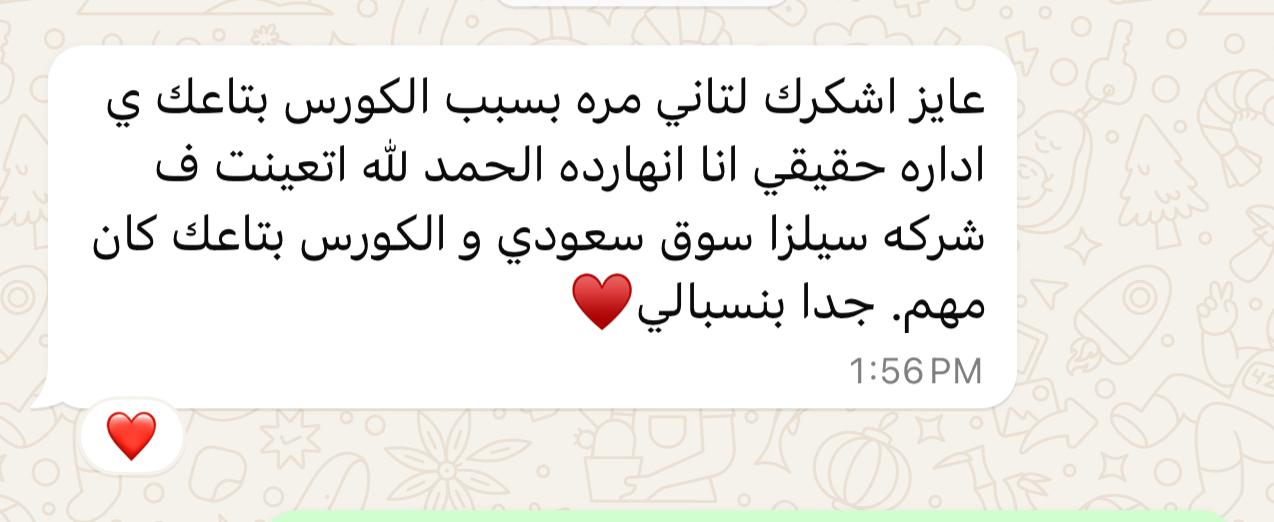 عايز اشكرك لتاني مره بسبب الكورس بتاعك ي
اداره حقيقي انا انهارده الحمد لله اتعينت ف
شركه سيلزا سوق سعودي و الكورس بتاعك كان
مهم. جدا بنسبالي♥️
1:56 PM
❤️